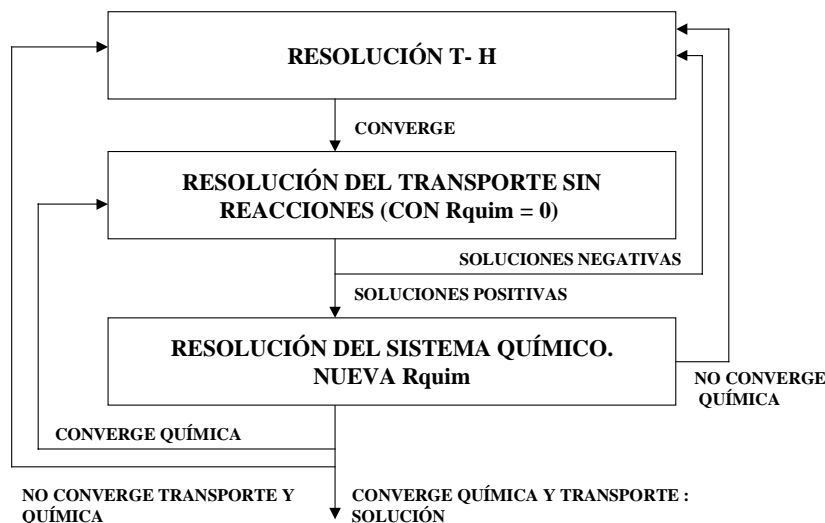 RESOLUCIÓN T- H
CONVERGE
RESOLUCIÓN DEL TRANSPORTE SIN
REACCIONES (CON Rquim = 0)
SOLUCIONES NEGATIVAS
SOLUCIONES POSITIVAS
RESOLUCIÓN DEL SISTEMA QUÍMICO.
NUEVA Rquim
NO CONVERGE
QUÍMICA
CONVERGE QUÍMICA
NO CONVERGE TRANSPORTE Y
QUÍMICA
CONVERGE QUÍMICA Y TRANSPORTE :
SOLUCIÓN